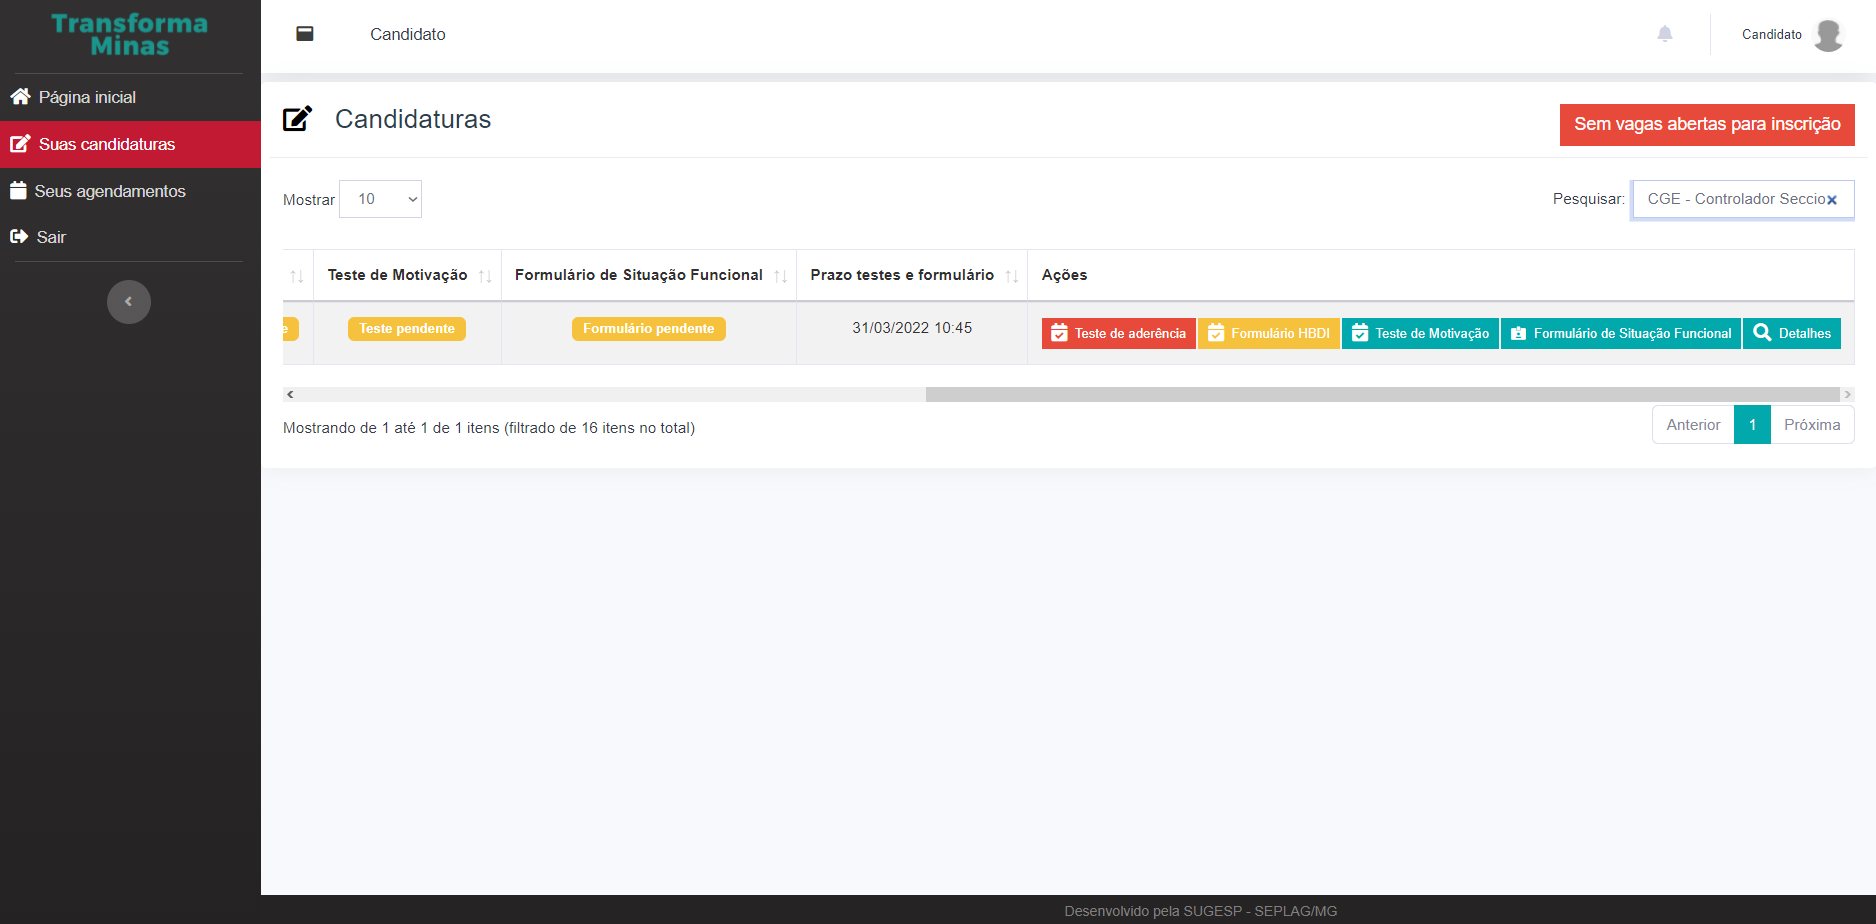 Transforma
Minas
Página inicial
Suas candidaturas
Seus agendamentos
Sair
Candidato
Candidato
Candidaturas
Sem vagas abertas para inscrição
Mostrar 10
Pesquisar: CGE - Controlador Seccio
Teste de Motivação Formulário de Situação Funcional Prazo testes e formulário Ações
e Teste pendente Formulário pendente 31/03/2022 10:45 Teste de aderência Formulário HBDI Teste de Motivação Formulário de Situação Funcional Detalhes
Mostrando de 1 até 1 de 1 itens (filtrado de 16 itens no total)
Anterior 1 Próxima
Desenvolvido pela SUGESP - SEPLAG/MG